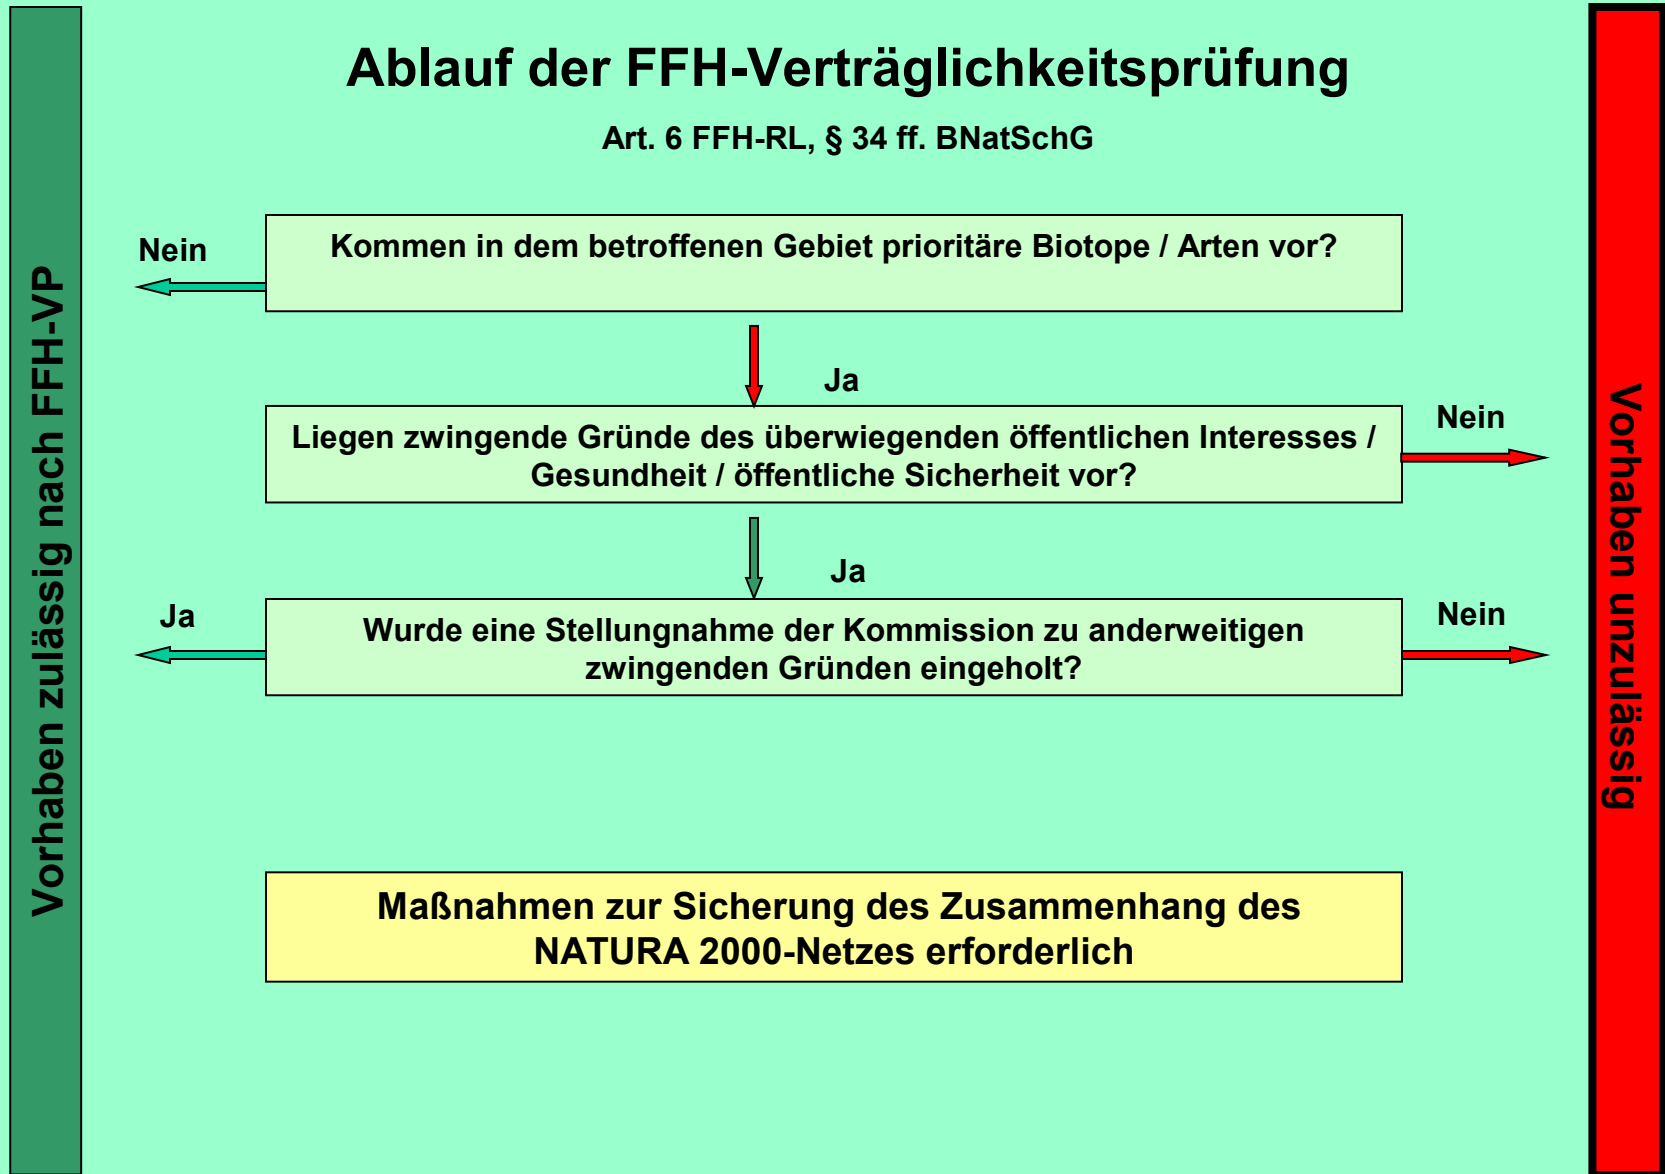 Ablauf der FFH-Verträglichkeitsprüfung
Art. 6 FFH-RL, § 34 ff. BNatSchG
Vorhaben zulässig nach FFH-VP
Nein
Kommen in dem betroffenen Gebiet prioritäre Biotope / Arten vor?
Ja
Liegen zwingende Gründe des überwiegenden öffentlichen Interesses /
Gesundheit / öffentliche Sicherheit vor?
Nein
Ja
Ja
Wurde eine Stellungnahme der Kommission zu anderweitigen
zwingenden Gründen eingeholt?
Nein
Maßnahmen zur Sicherung des Zusammenhang des
NATURA 2000-Netzes erforderlich
Vorhaben unzulässig